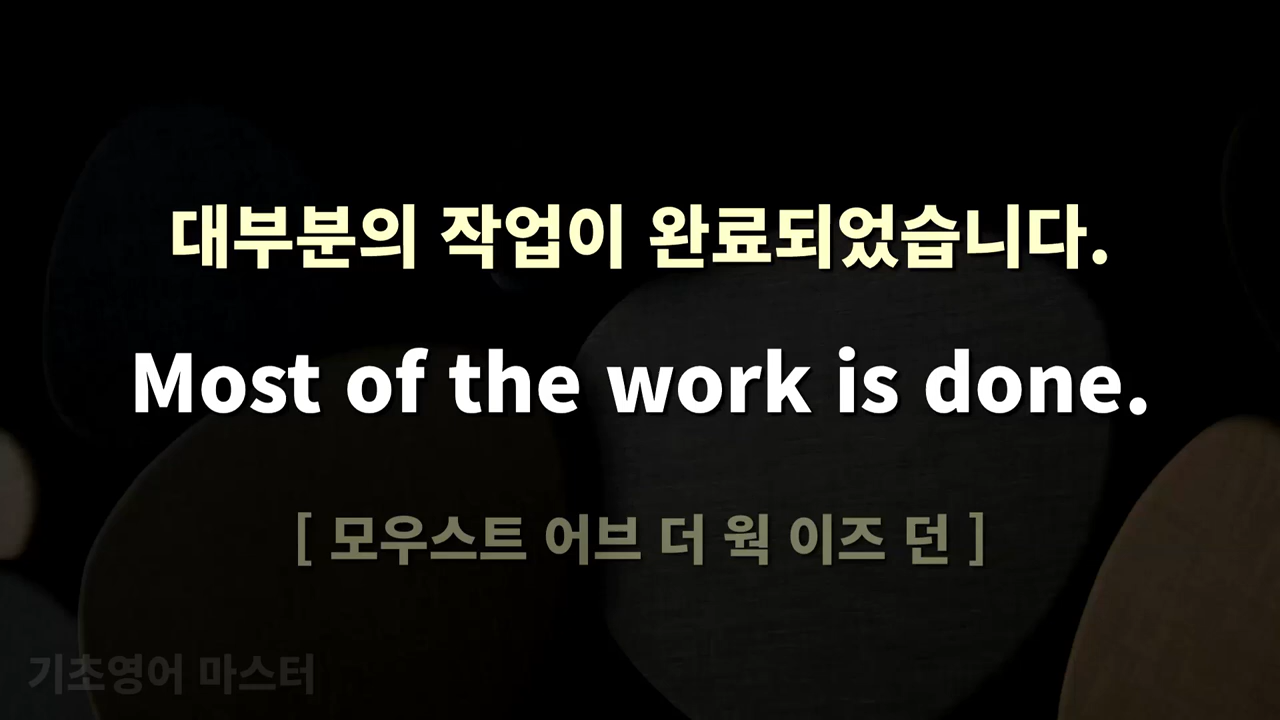 대부분의 작업이 완료되었습니다.
Most of the work is done.
[ 모우스트 어브 더 웍 이즈 던 ]
기초영어 마스터